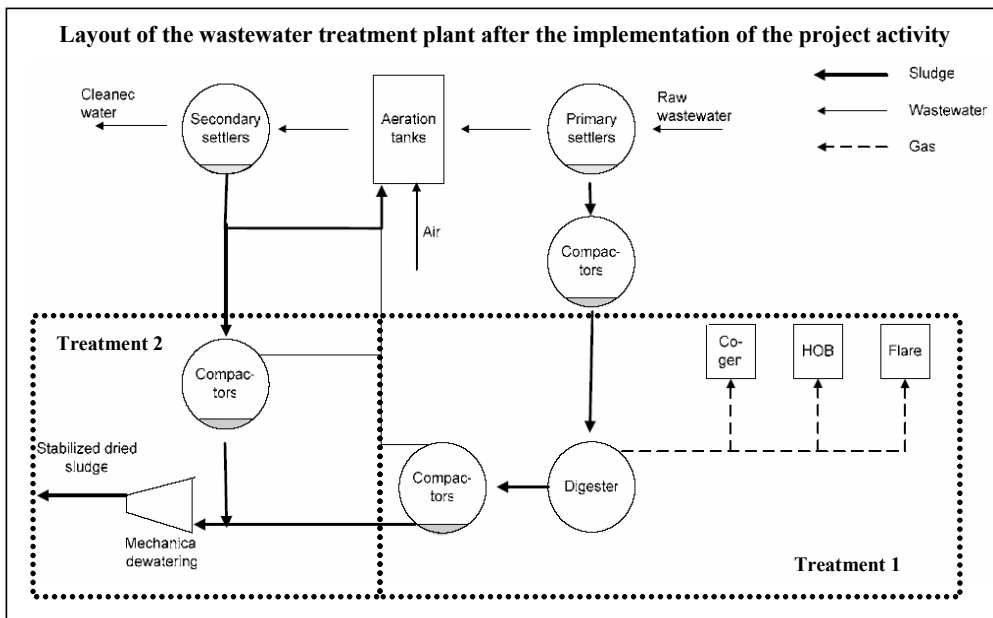 Layout of the wastewater treatment plant after the implementation of the project activity
Sludge
Wastewater
Gas
Cleanec
water
Secondary
settlers
Aeration
tanks
Primary
settlers
Raw
wastewater
Air
Compac-
tors
Treatment 2
Compac-
tors
Co-
ger
HOB
Flare
Stabilized dried
sludge
Compac-
tors
Digester
Mechanica
dewatering
Treatment 1